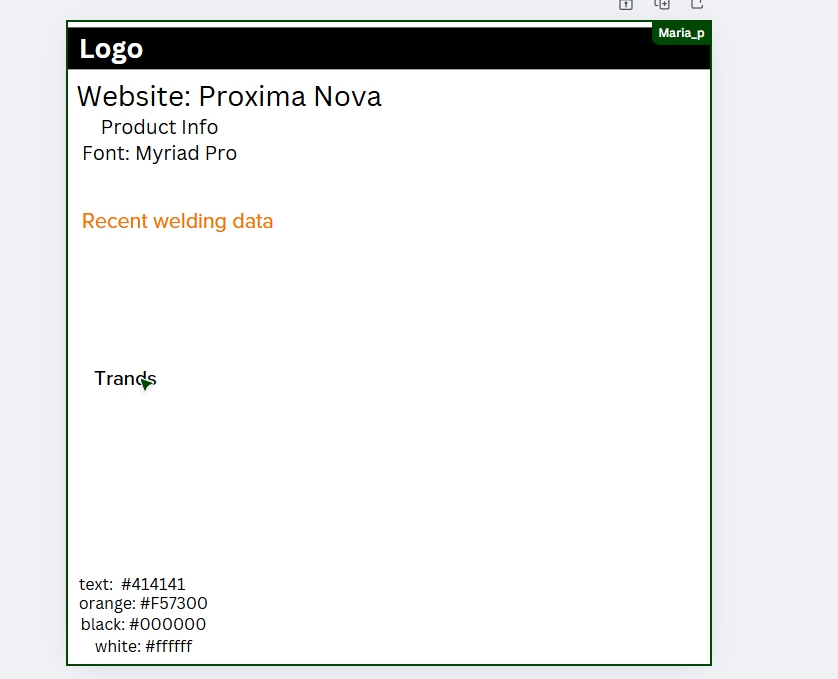 Maria_p
Logo
Website: Proxima Nova
Product Info
Font: Myriad Pro
Recent welding data
Trands
text: #414141
orange: #F57300
black: #000000
white: #ffffff